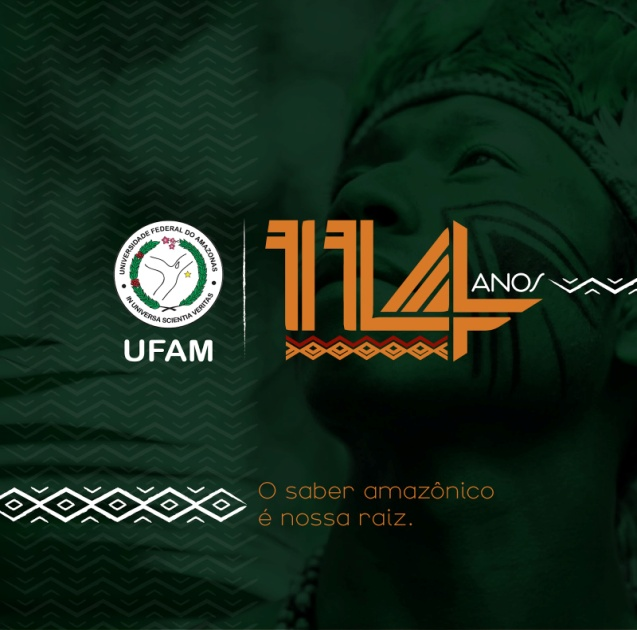 UNIVERSIDADE FEDERAL DO AMAZONAS
IN UNIVERSA SCIENTIA VERITAS
UFAM
114
ANOS
O saber amazônico
é nossa raiz.